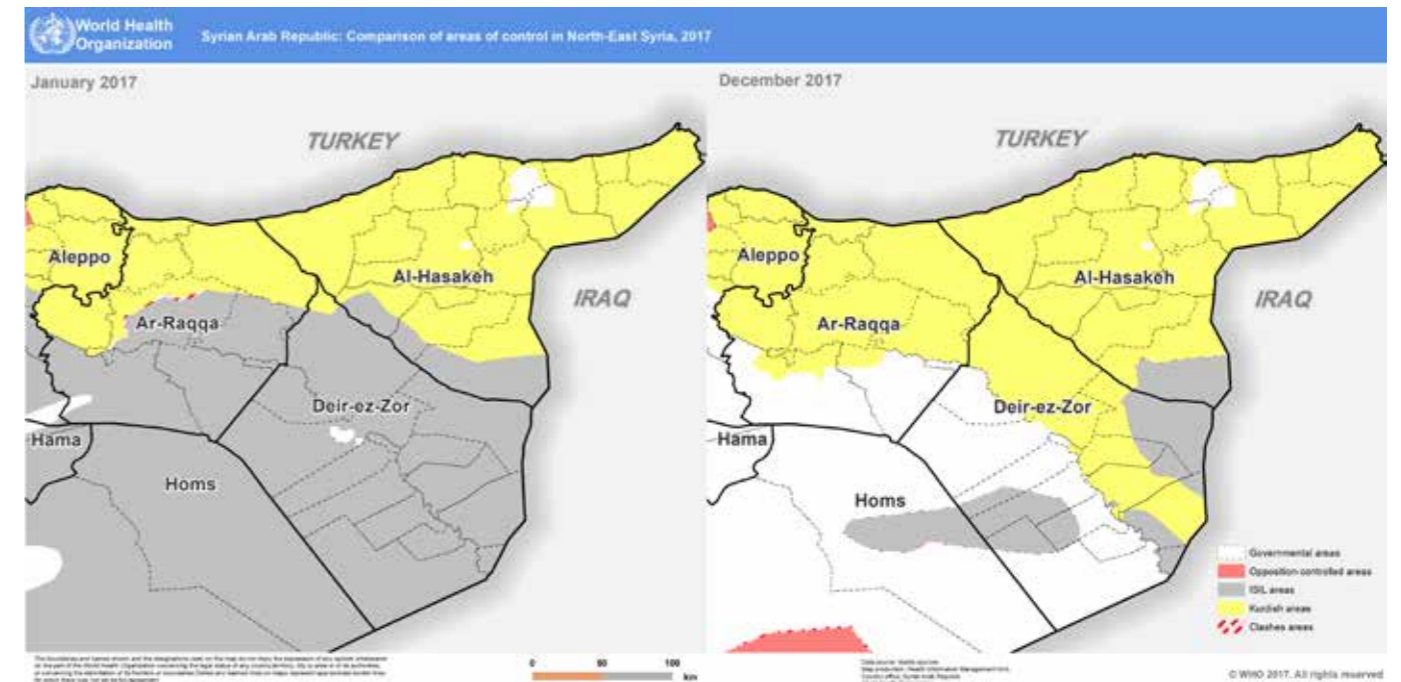 World Health
Organization
Syrian Arab Republic: Comparison of areas of control in North-East Syria, 2017
January 2017
TURKEY
Aleppo
Al-Hasakeh
IRAQ
Ar-Raqqa
Deir-ez-Zor
Hama
Homs
December 2017
TURKEY
Aleppo
Al-Hasakeh
IRAQ
Ar-Raqqa
Deir-ez-Zor
Hama
Homs
Governmental areas
Opposition-controlled areas
ISIL areas
Kurdish areas
Clashes areas
0 50 100
km
© WHO 2017. All rights reserved